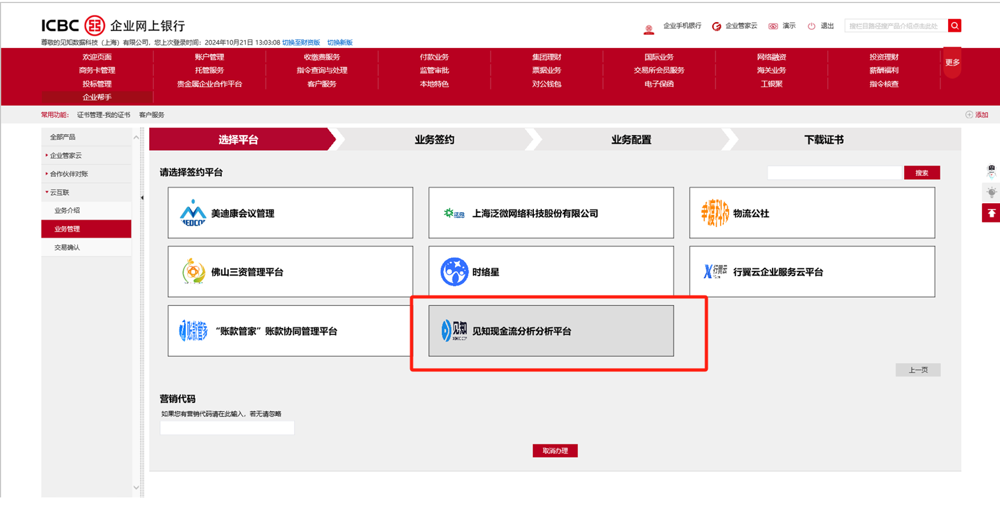 ICBC 企业网上银行
企业手机银行 企业管家云 演示 退出 搜栏目路径搜产品介绍点击此处
尊敬的见知数据科技（上海）有限公司，您上次登录时间：2024年10月21日 13:03:08 切换至财资版 切换新版
欢迎页面 账户管理 收缴费服务 付款业务 集团理财 国际业务 网络融资 投资理财
更多
商务卡管理 托管服务 指令查询与处理 监管审批 票据业务 交易所会员服务 海关业务 薪酬福利
投标管理 贵金属企业合作平台 客户服务 本地特色 对公钱包 电子保函 工银聚 指令核查
企业帮手
常用功能： 证书管理-我的证书 客户服务 添加
全部产品
企业管家云
合作伙伴对账
云互联
业务介绍
业务管理
交易确认
选择平台 业务签约 业务配置 下载证书
请选择签约平台 搜索
美迪康会议管理
MEDCON
泛微 上海泛微网络科技股份有限公司
幸渡科技 物流公社
佛山三资管理平台
时络星
行翼云 行翼云企业服务云平台
账款管家 “账款管家”账款协同管理平台
见知 见知现金流分析分析平台
上一页
营销代码
如果您有营销代码请在此输入，若无请忽略
取消办理